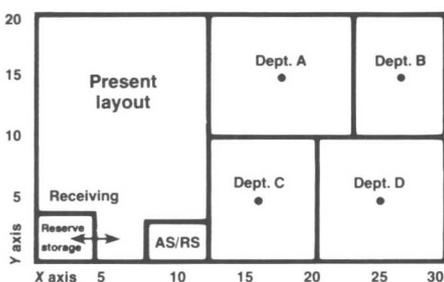 20
Dept. A
Dept. B
Present
layout
15
10
Dept. C
Dept. D
5
Receiving
Reserve
storage
AS/RS
Y axis
X axis 5 10 15 20 25 30